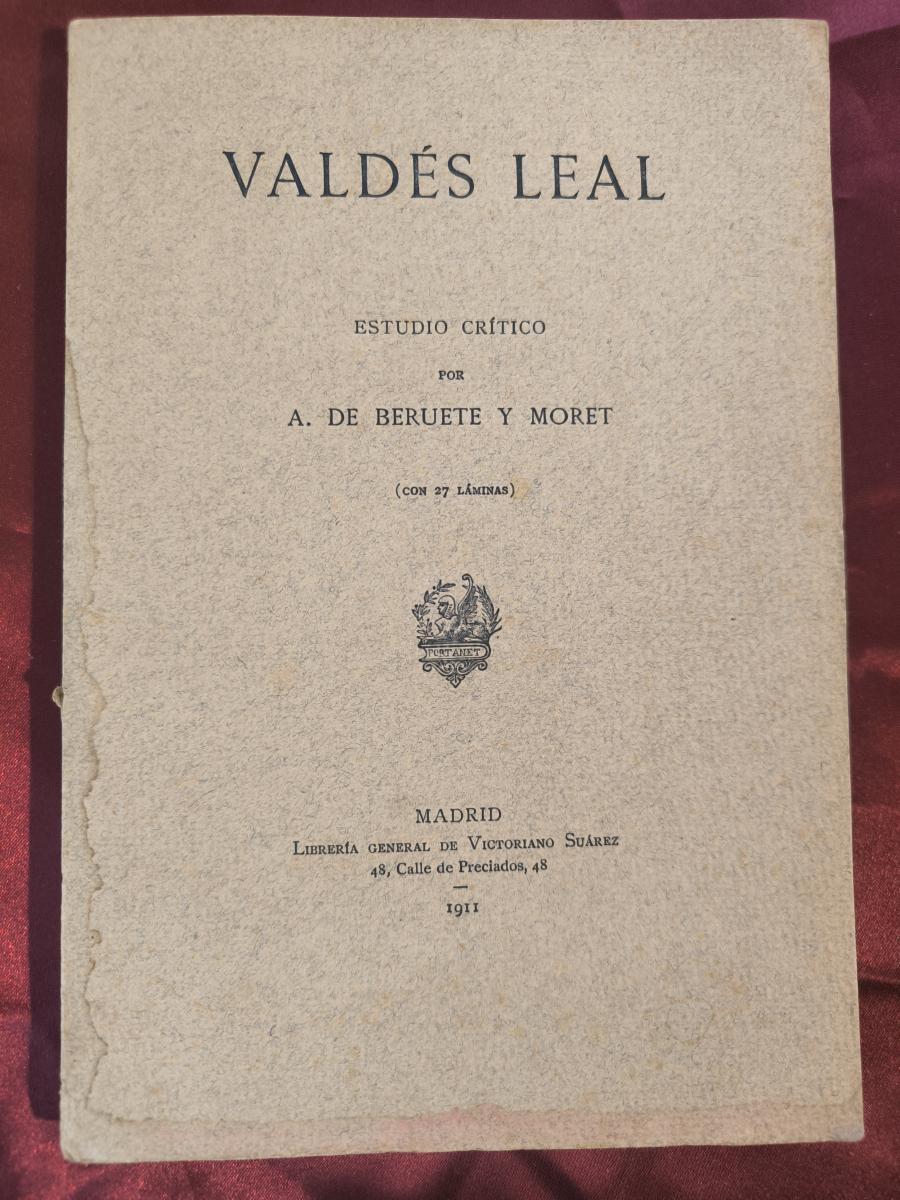 VALDÉS LEAL
ESTUDIO CRÍTICO
POR
A. DE BERUETE Y MORET
(CON 27 LÁMINAS)
FORTANET
MADRID
LIBRERÍA GENERAL DE VICTORIANO SUÁREZ
48, Calle de Preciados, 48
1911